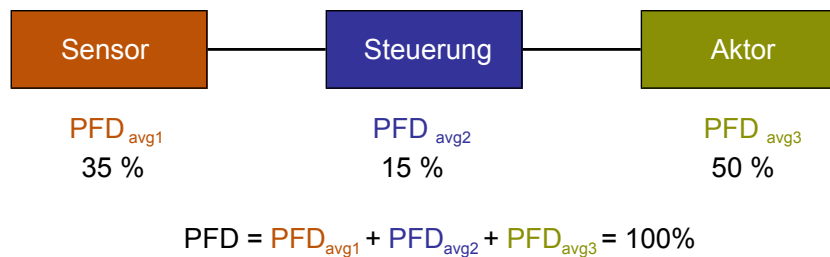 Sensor Steuerung Aktor
PFD avg1 PFD avg2 PFD avg3
35 % 15 % 50 %
PFD = PFDavg1 + PFDavg2 + PFDavg3 = 100%